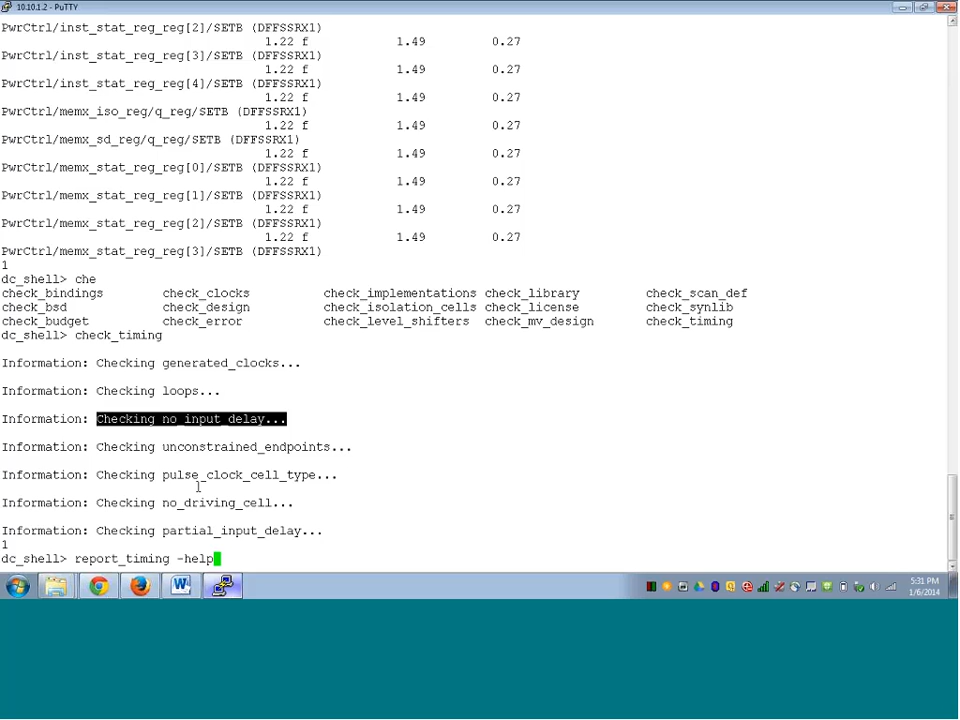 10.10.1.2 - PuTTY
PwrCtrl/inst_stat_reg_reg[2]/SETB (DFFSSRX1)
1.22 f 1.49 0.27
PwrCtrl/inst_stat_reg_reg[3]/SETB (DFFSSRX1)
1.22 f 1.49 0.27
PwrCtrl/inst_stat_reg_reg[4]/SETB (DFFSSRX1)
1.22 f 1.49 0.27
PwrCtrl/memx_iso_reg/q_reg/SETB (DFFSSRX1)
1.22 f 1.49 0.27
PwrCtrl/memx_sd_reg/q_reg/SETB (DFFSSRX1)
1.22 f 1.49 0.27
PwrCtrl/memx_stat_reg_reg[0]/SETB (DFFSSRX1)
1.22 f 1.49 0.27
PwrCtrl/memx_stat_reg_reg[1]/SETB (DFFSSRX1)
1.22 f 1.49 0.27
PwrCtrl/memx_stat_reg_reg[2]/SETB (DFFSSRX1)
1.22 f 1.49 0.27
PwrCtrl/memx_stat_reg_reg[3]/SETB (DFFSSRX1)
1
dc_shell> che
check_bindings check_clocks check_implementations check_library check_scan_def
check_bsd check_design check_isolation_cells check_license check_synlib
check_budget check_error check_level_shifters check_mv_design check_timing
dc_shell> check_timing
Information: Checking generated_clocks...
Information: Checking loops...
Information: Checking no_input_delay...
Information: Checking unconstrained_endpoints...
Information: Checking pulse_clock_cell_type...
Information: Checking no_driving_cell...
Information: Checking partial_input_delay...
1
dc_shell> report_timing -help
5:31 PM
1/6/2014